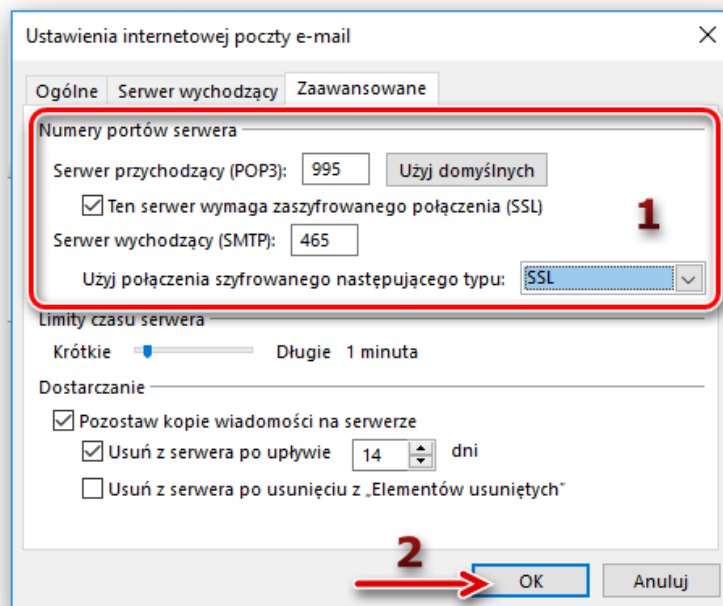 Ustawienia internetowej poczty e-mail
Ogólne Serwer wychodzący Zaawansowane
Numery portów serwera
Serwer przychodzący (POP3): 995 Użyj domyślnych
Ten serwer wymaga zaszyfrowanego połączenia (SSL)
1
Serwer wychodzący (SMTP): 465
Użyj połączenia szyfrowanego następującego typu: SSL
Limity czasu serwera
Krótkie Długie 1 minuta
Dostarczanie
Pozostaw kopie wiadomości na serwerze
Usuń z serwera po upływie 14 dni
Usuń z serwera po usunięciu z „Elementów usuniętych”
2
OK Anuluj